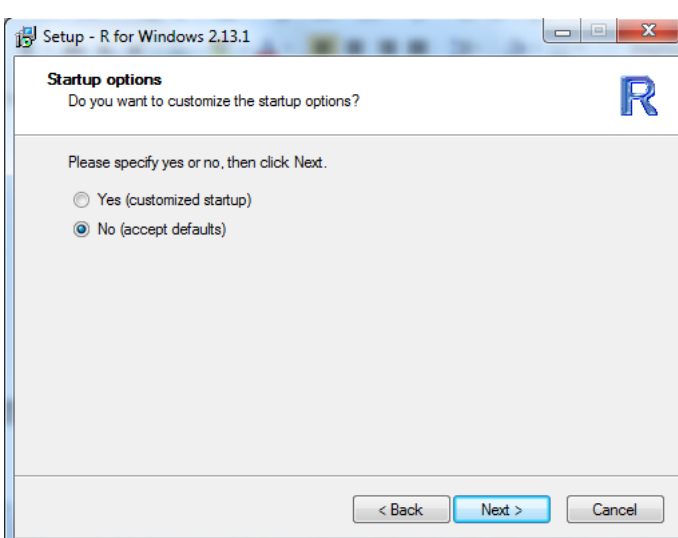 Setup - R for Windows 2.13.1
Startup options
Do you want to customize the startup options?
R
Please specify yes or no, then click Next.
Yes (customized startup)
No (accept defaults)
< Back
Next >
Cancel